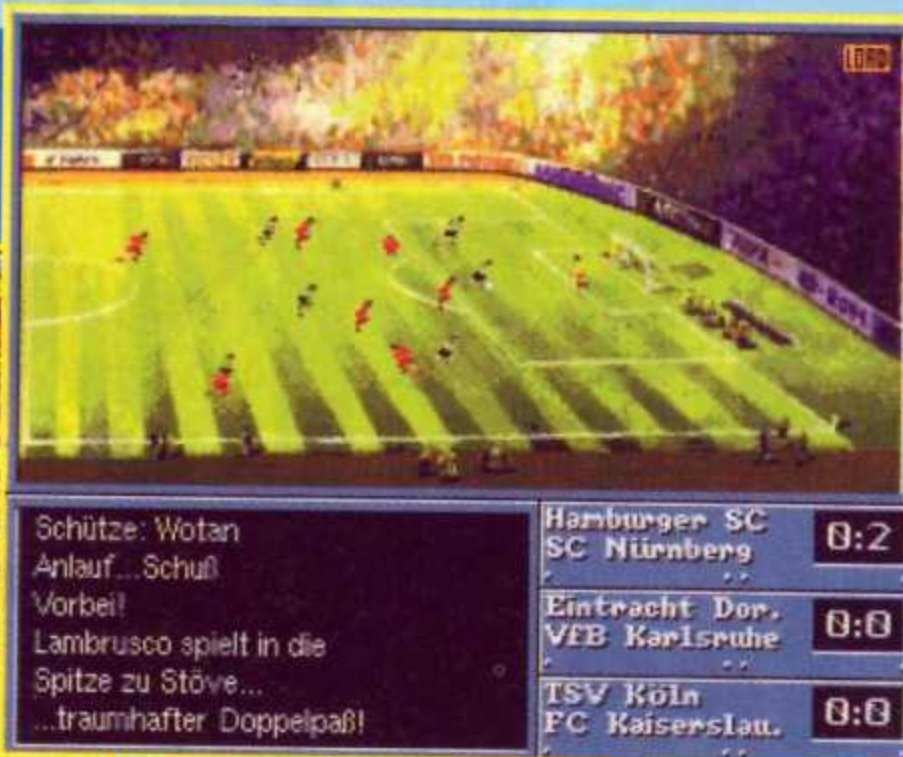 LOAD
Schütze: Wotan
Anlauf...Schuß
Vorbei!
Lambrusco spielt in die
Spitze zu Stöve...
...traumhafter Doppelpaß!
Hamburger SC
SC Nürnberg
0:2
Eintracht Dor.
VfB Karlsruhe
0:0
TSV Köln
FC Kaiserslau.
0:0